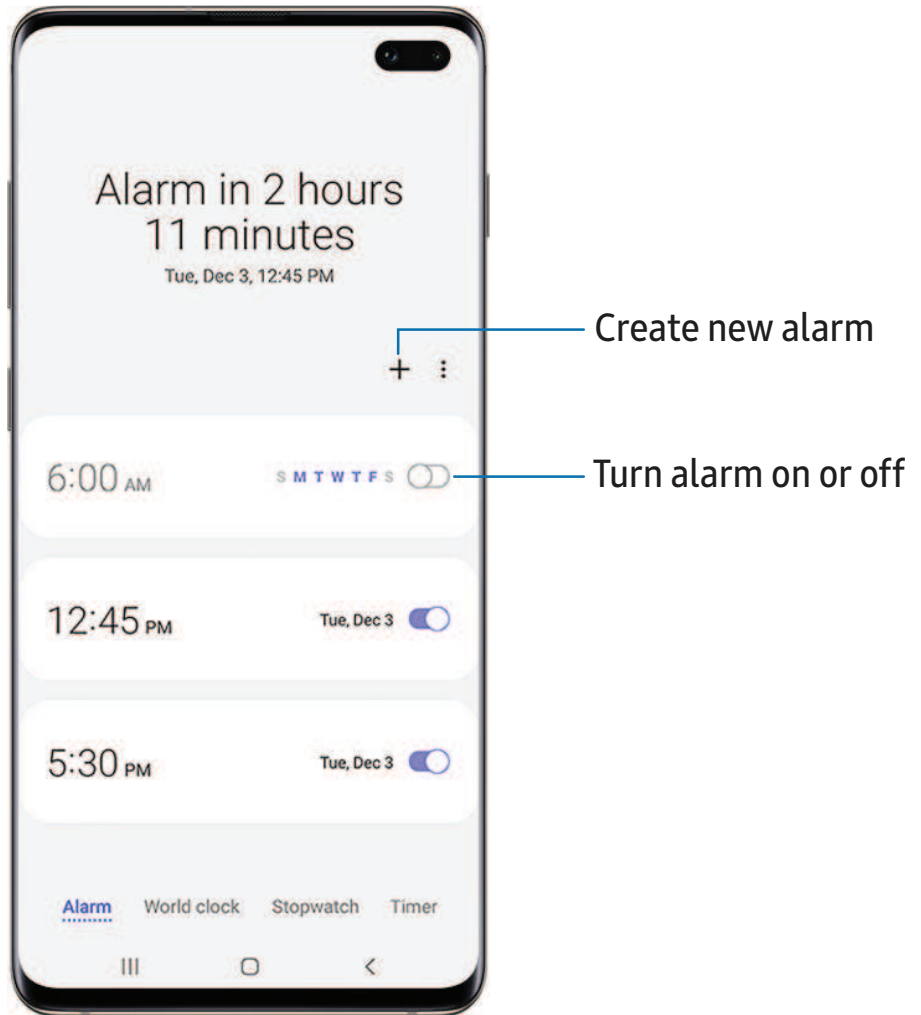 Alarm in 2 hours
11 minutes
Tue, Dec 3, 12:45 PM
Create new alarm
6:00 AM S M T W T F S
Turn alarm on or off
12:45 PM Tue, Dec 3
5:30 PM Tue, Dec 3
Alarm World clock Stopwatch Timer